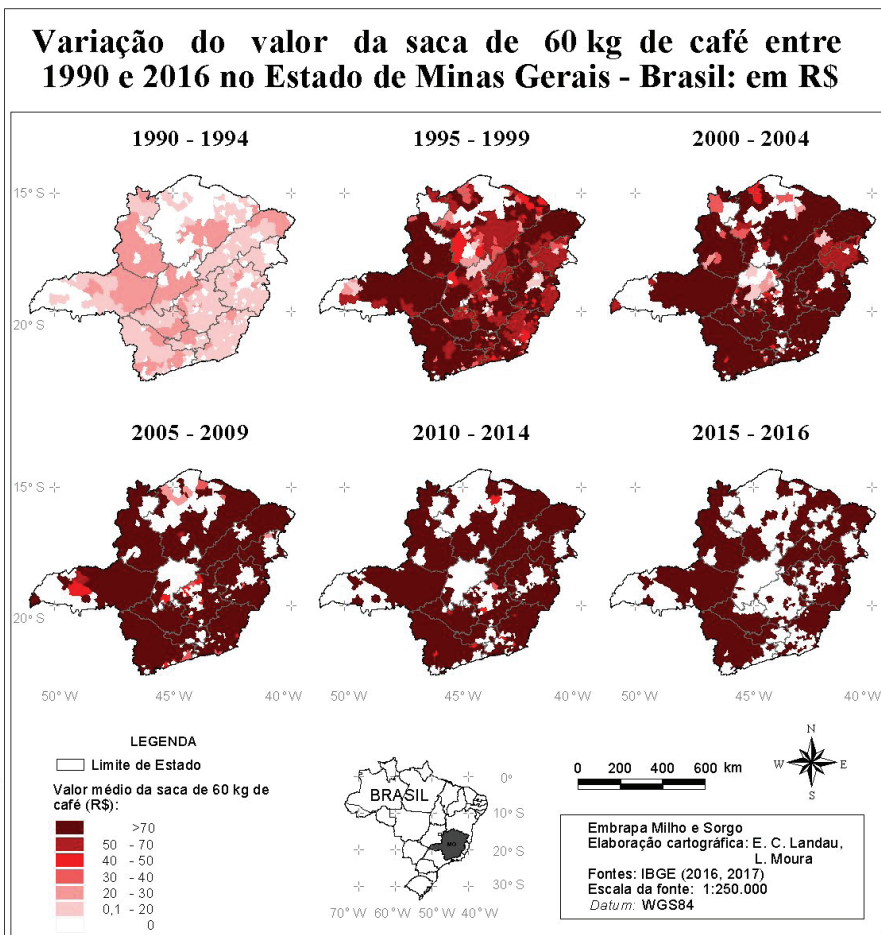 Variação do valor da saca de 60 kg de café entre
1990 e 2016 no Estado de Minas Gerais - Brasil: em R$
1990 - 1994
1995 - 1999
2000 - 2004
15° S
20° S
2005 - 2009
2010 - 2014
2015 - 2016
15° S
20° S
50° W
45° W
40° W
50° W
45° W
40° W
50° W
45° W
40° W
LEGENDA
Limite de Estado
Valor médio da saca de 60 kg de
café (R$):
>70
50 - 70
40 - 50
30 - 40
20 - 30
0,1 - 20
0
BRASIL
MG
0°
10° S
20° S
30° S
70° W
60° W
50° W
40° W
0 200 400 600 km
N
W
E
S
Embrapa Milho e Sorgo
Elaboração cartográfica: E. C. Landau,
L. Moura
Fontes: IBGE (2016, 2017)
Escala da fonte: 1:250.000
Datum: WGS84